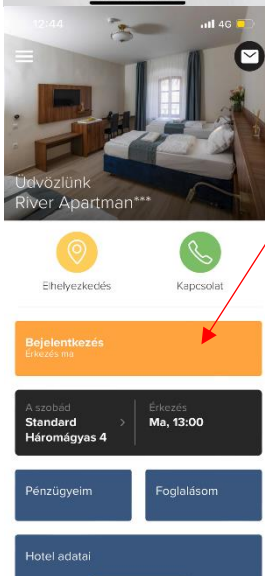 12:44
4G
Üdvözlünk
River Apartman***
Elhelyezkedés
Kapcsolat
Bejelentkezés
Érkezés ma
A szobád
Standard
Háromágyas 4
Érkezés
Ma, 13:00
Pénzügyeim
Foglalásom
Hotel adatai